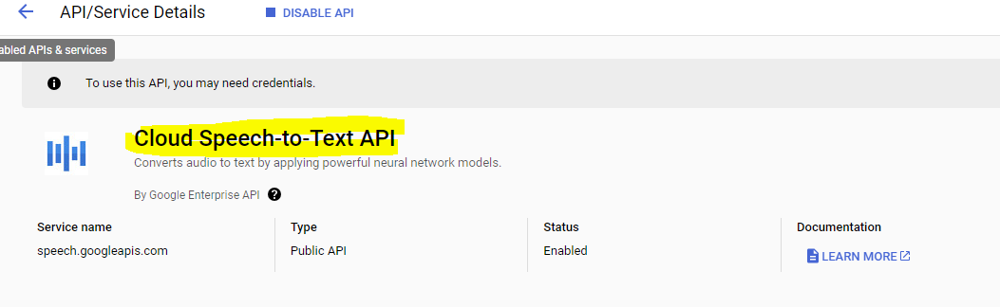 API/Service Details
DISABLE API
abled APIs & services
To use this API, you may need credentials.
Cloud Speech-to-Text API
Converts audio to text by applying powerful neural network models.
By Google Enterprise API
Service name
speech.googleapis.com
Type
Public API
Status
Enabled
Documentation
LEARN MORE